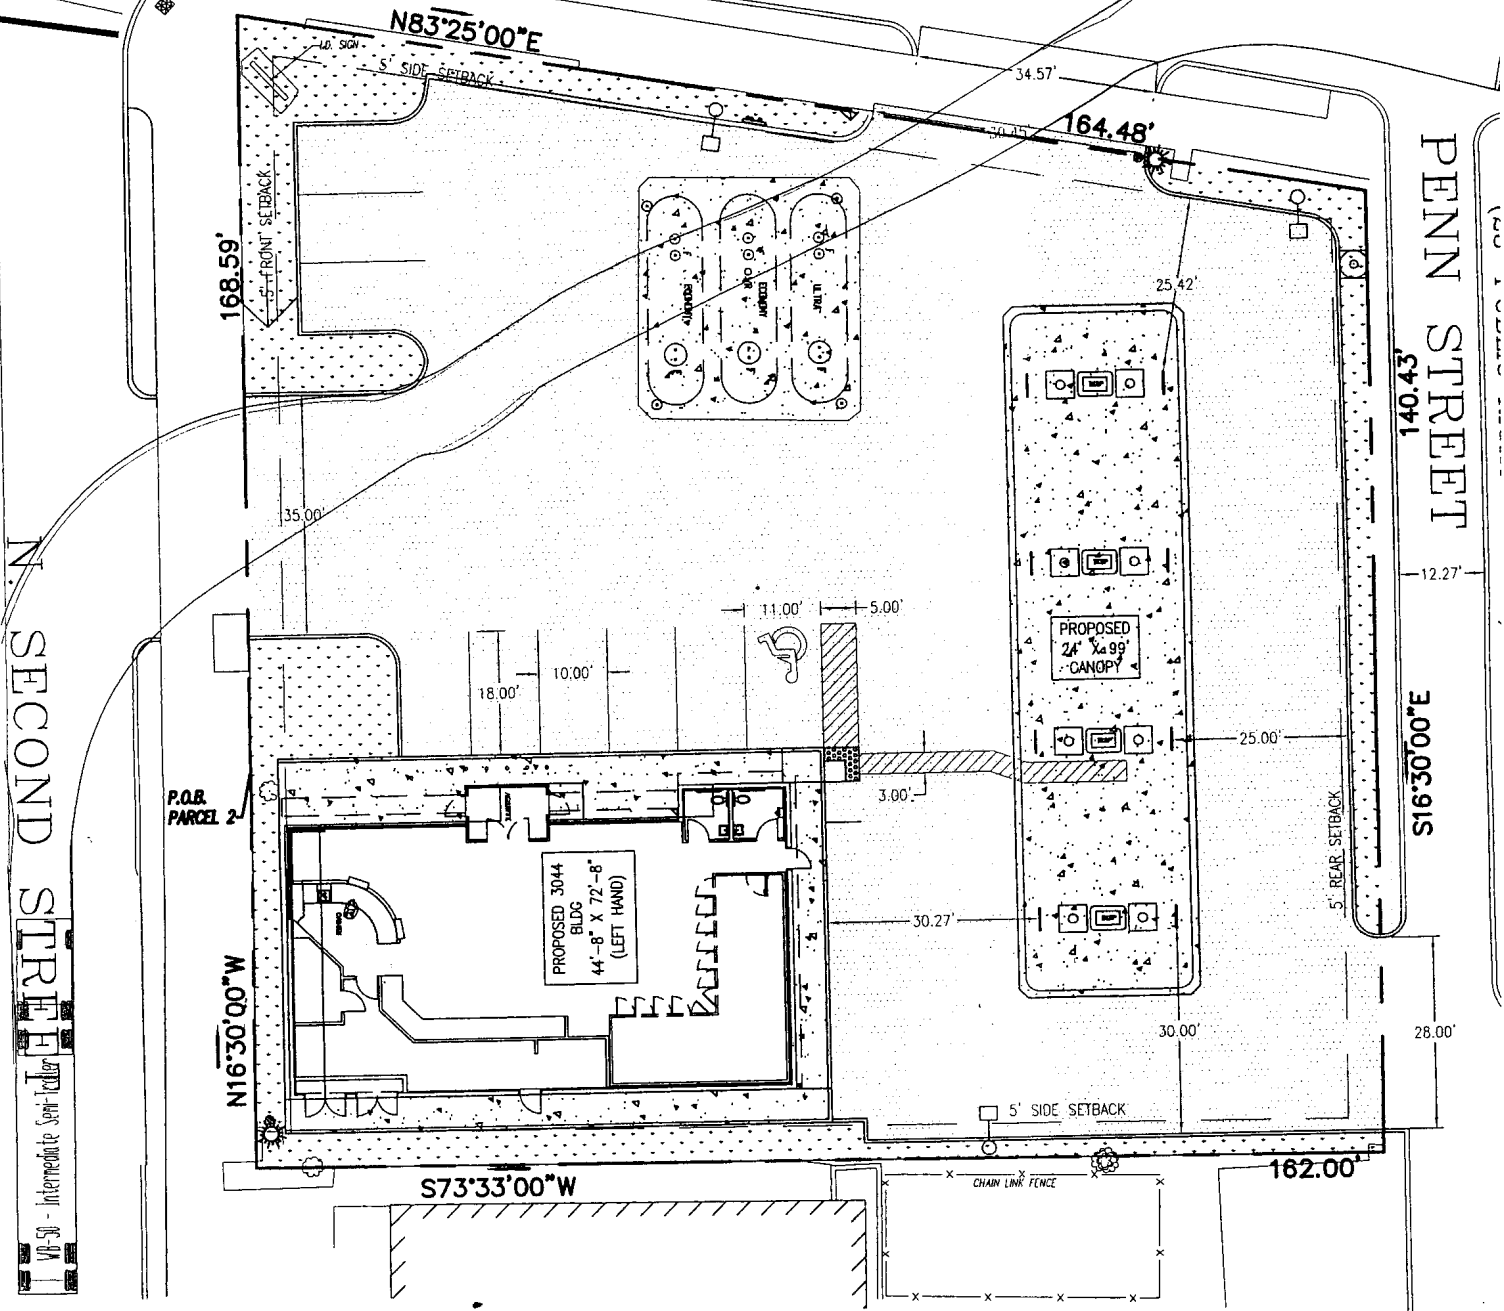 N83°25'00"E
I.D. SIGN
5' SIDE SETBACK
34.57'
30.45'
164.48'
PENN STREET
168.59'
5' FRONT SETBACK
25.42'
ECONOMY
ULTRA
140.43'
35.00'
12.27'
N. SECOND STREET
11.00'
5.00'
10.00'
18.00'
PROPOSED
24' X 99'
CANOPY
25.00'
S16°30'00"E
P.O.B.
PARCEL 2
3.00'
5' REAR SETBACK
PROPOSED 3044
BLDG
44'-8" X 72'-8"
(LEFT HAND)
30.27'
N16°30'00"W
30.00'
28.00'
WB-50 - Intermediate Semi-Trailer
5' SIDE SETBACK
S73°33'00"W
CHAIN LINK FENCE
162.00'